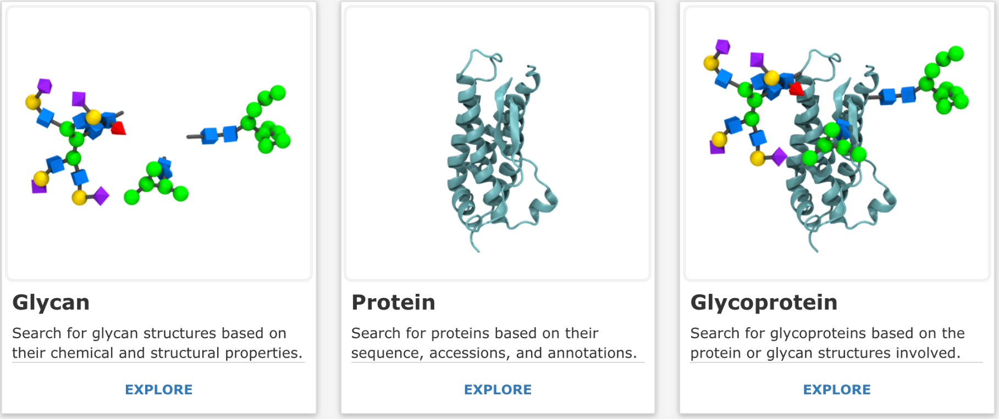 Glycan
Search for glycan structures based on
their chemical and structural properties.
EXPLORE
Protein
Search for proteins based on their
sequence, accessions, and annotations.
EXPLORE
Glycoprotein
Search for glycoproteins based on the
protein or glycan structures involved.
EXPLORE